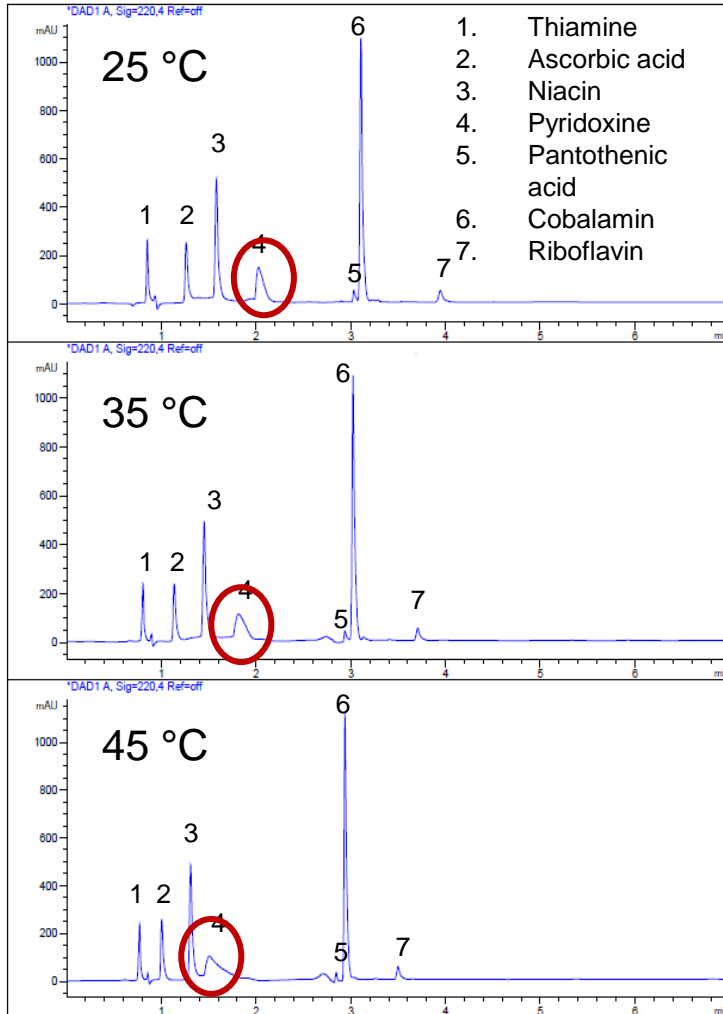 *DAD1 A, Sig=220,4 Ref=off
mAU
25 °C
1000
800
600
400
200
0
1 2 3 4 5 6 7
1. Thiamine
2. Ascorbic acid
3. Niacin
4. Pyridoxine
5. Pantothenic
acid
6. Cobalamin
7. Riboflavin
1 2 3 4 5 6 m
*DAD1 A, Sig=220,4 Ref=off
mAU
35 °C
1000
800
600
400
200
0
1 2 3 4 5 6 7
1 2 3 4 5 6 m
*DAD1 A, Sig=220,4 Ref=off
mAU
45 °C
1000
800
600
400
200
0
1 2 3 4 5 6 7
1 2 3 4 5 6 m